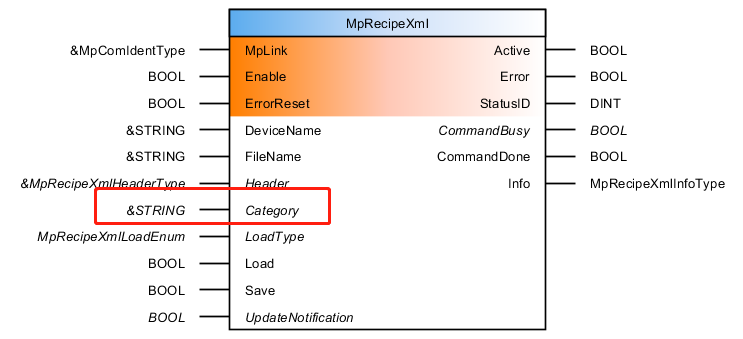 MpRecipeXml
&MpComIdentType MpLink Active BOOL
BOOL Enable Error BOOL
BOOL ErrorReset StatusID DINT
&STRING DeviceName CommandBusy BOOL
&STRING FileName CommandDone BOOL
&MpRecipeXmlHeaderType Header Info MpRecipeXmlInfoType
&STRING Category
MpRecipeXmlLoadEnum LoadType
BOOL Load
BOOL Save
BOOL UpdateNotification